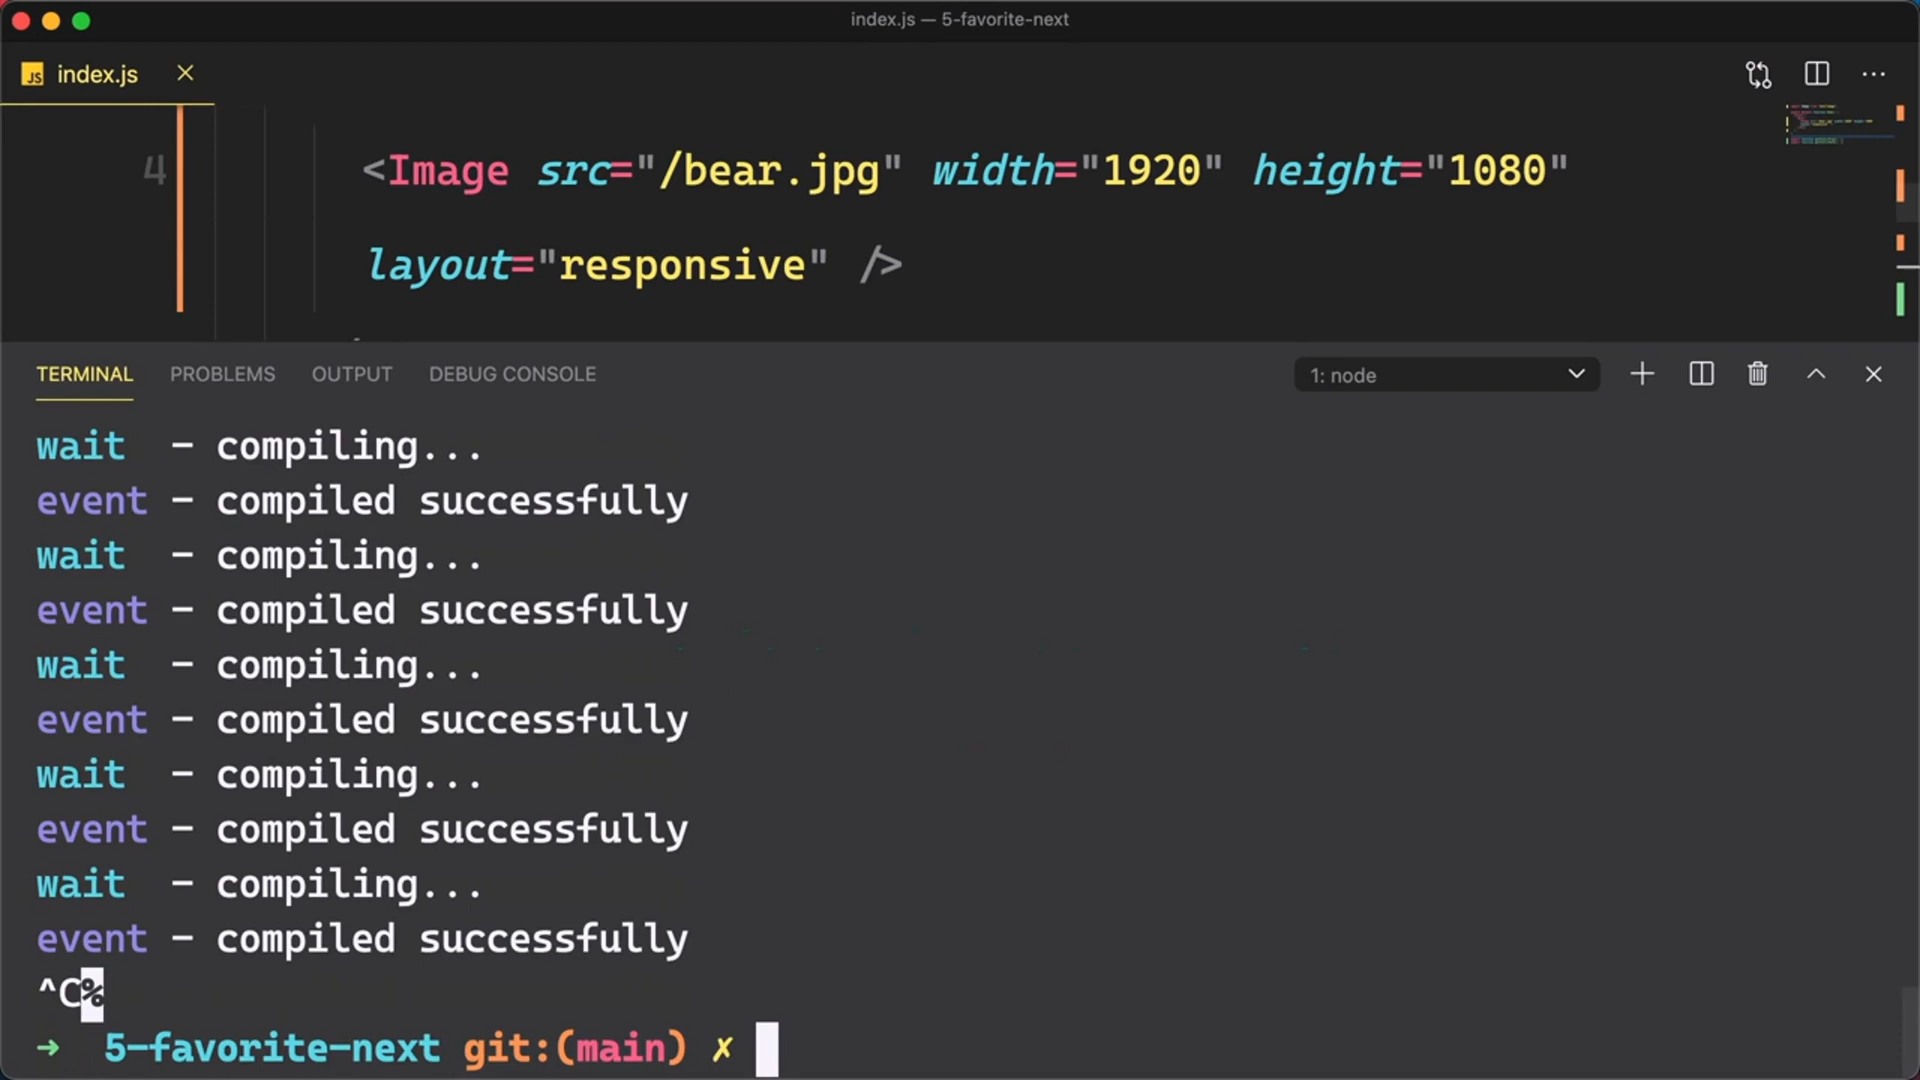 index.js — 5-favorite-next
JS index.js
4 <Image src="/bear.jpg" width="1920" height="1080"
layout="responsive" />
TERMINAL PROBLEMS OUTPUT DEBUG CONSOLE 1: node
wait - compiling...
event - compiled successfully
wait - compiling...
event - compiled successfully
wait - compiling...
event - compiled successfully
wait - compiling...
event - compiled successfully
wait - compiling...
event - compiled successfully
^C%
➜ 5-favorite-next git:(main) ✗